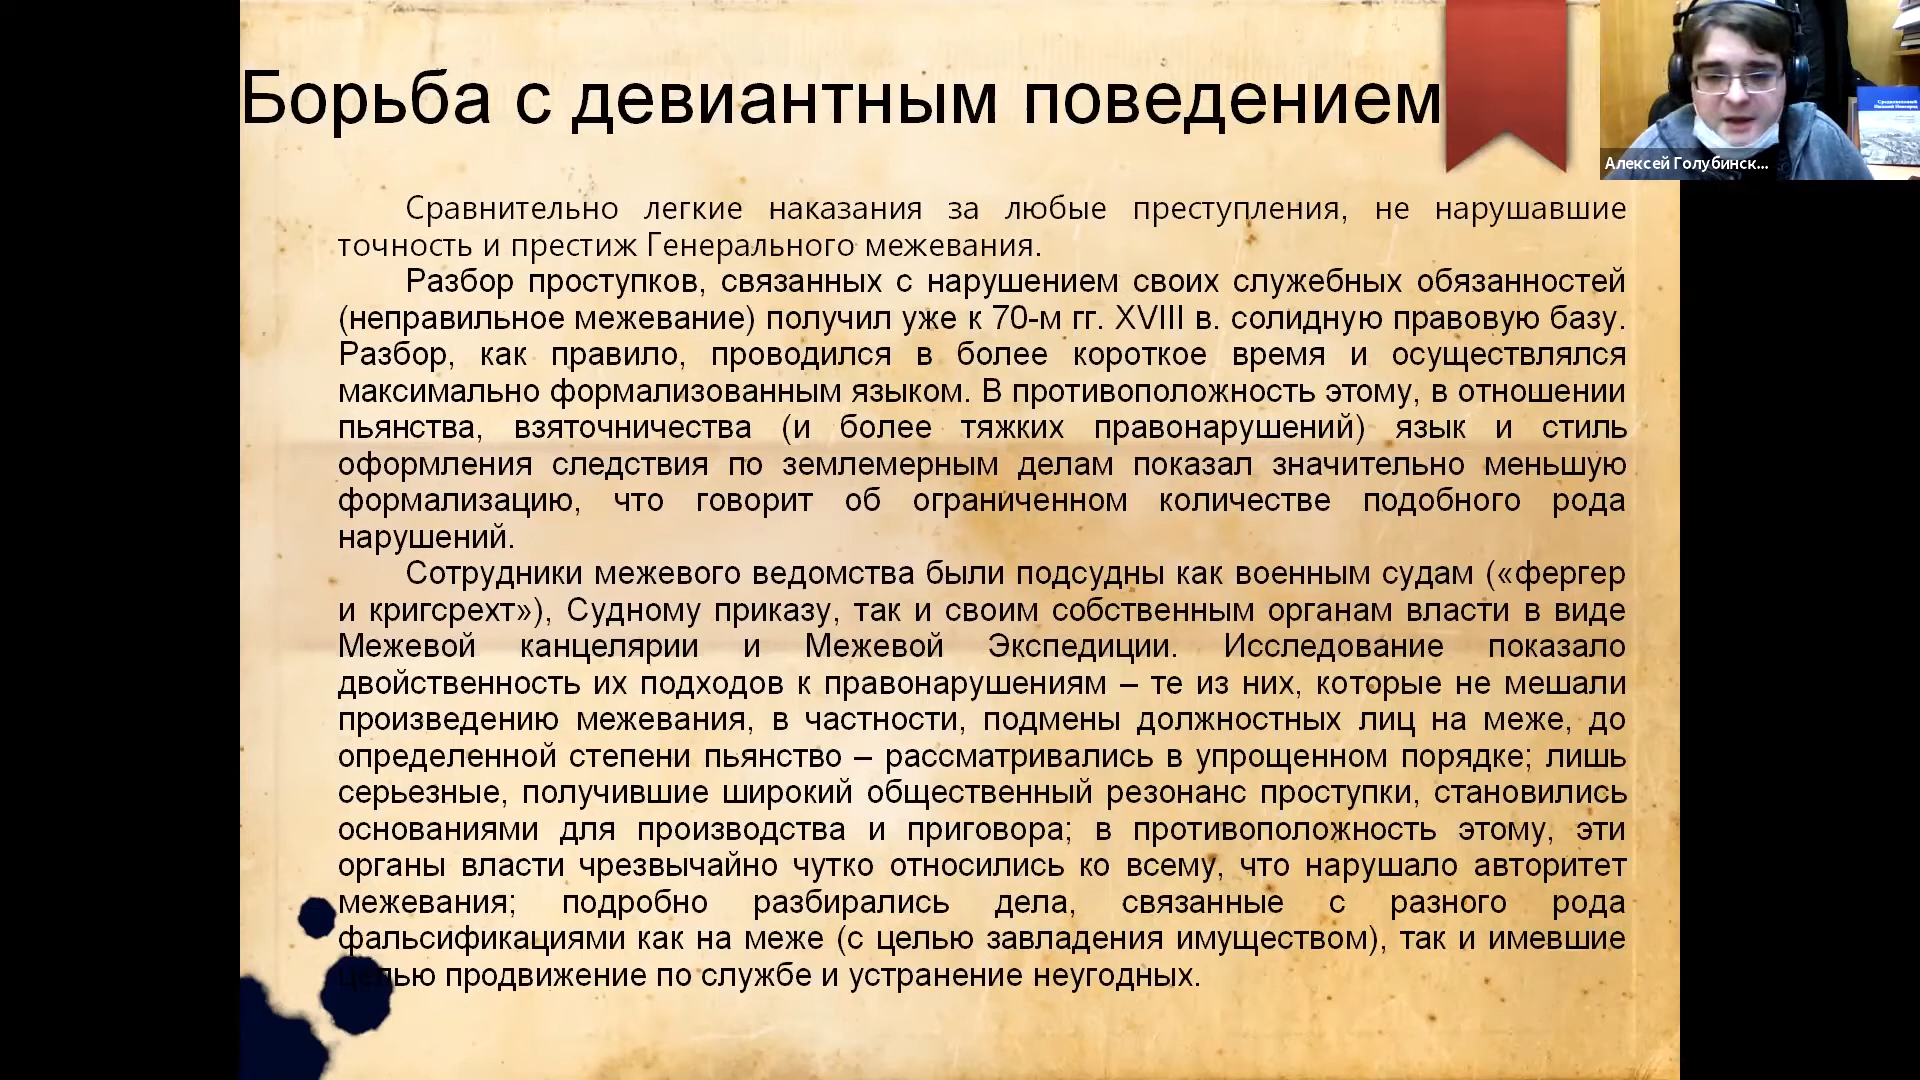 Борьба с девиантным поведением
Алексей Голубинск...
Сравнительно легкие наказания за любые преступления, не нарушавшие
точность и престиж Генерального межевания.
Разбор проступков, связанных с нарушением своих служебных обязанностей
(неправильное межевание) получил уже к 70-м гг. XVIII в. солидную правовую базу.
Разбор, как правило, проводился в более короткое время и осуществлялся
максимально формализованным языком. В противоположность этому, в отношении
пьянства, взяточничества (и более тяжких правонарушений) язык и стиль
оформления следствия по землемерным делам показал значительно меньшую
формализацию, что говорит об ограниченном количестве подобного рода
нарушений.
Сотрудники межевого ведомства были подсудны как военным судам («фергер
и кригсрехт»), Судному приказу, так и своим собственным органам власти в виде
Межевой канцелярии и Межевой Экспедиции. Исследование показало
двойственность их подходов к правонарушениям – те из них, которые не мешали
произведению межевания, в частности, подмены должностных лиц на меже, до
определенной степени пьянство – рассматривались в упрощенном порядке; лишь
серьезные, получившие широкий общественный резонанс проступки, становились
основаниями для производства и приговора; в противоположность этому, эти
органы власти чрезвычайно чутко относились ко всему, что нарушало авторитет
межевания; подробно разбирались дела, связанные с разного рода
фальсификациями как на меже (с целью завладения имуществом), так и имевшие
целью продвижение по службе и устранение неугодных.